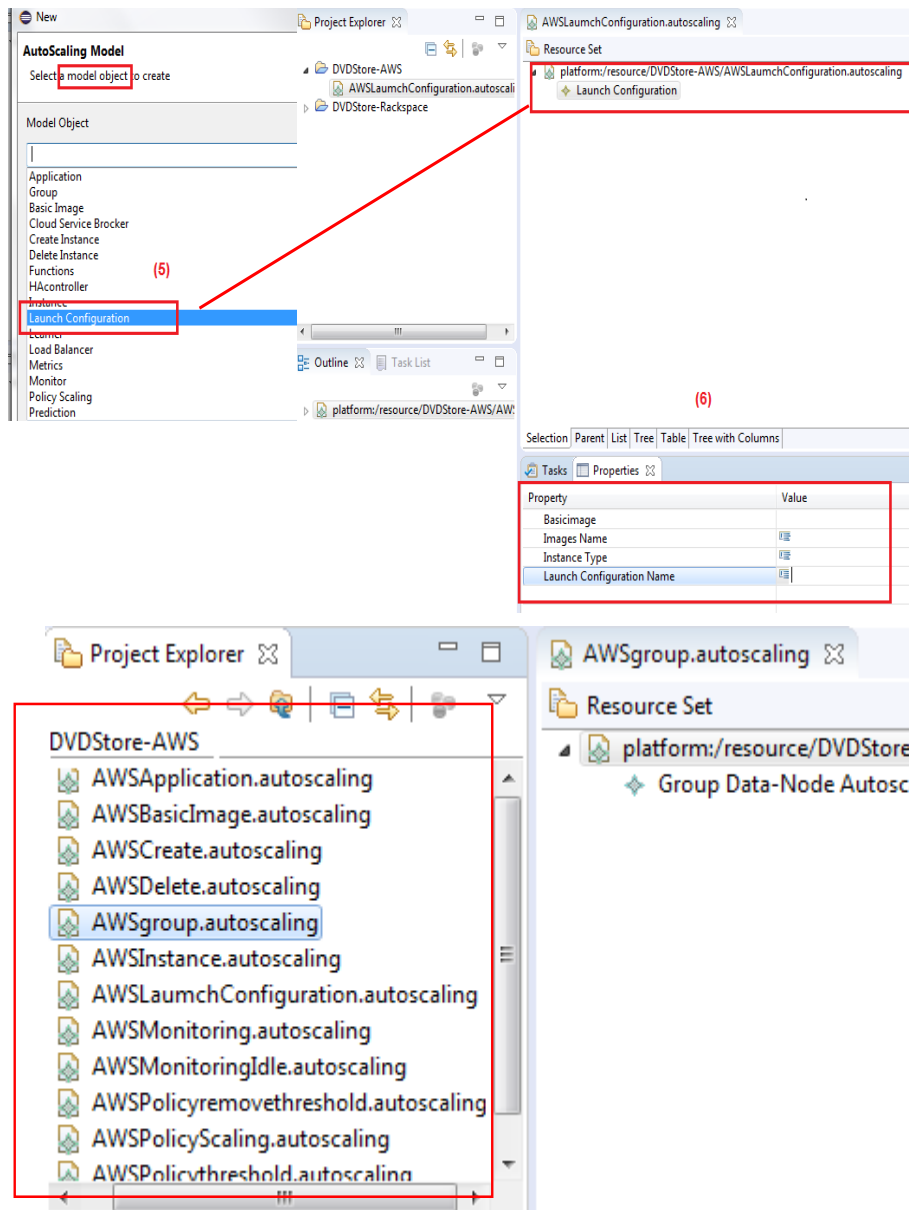 New
AutoScaling Model
Select a model object to create
Model Object
Application
Group
Basic Image
Cloud Service Brocker
Create Instance
Delete Instance
Functions
HAcontroller
Instance
Launch Configuration
Learner
Load Balancer
Metrics
Monitor
Policy Scaling
Prediction
(5)
Project Explorer
DVDStore-AWS
AWSLaumchConfiguration.autoscali
DVDStore-Rackspace
Outline Task List
platform:/resource/DVDStore-AWS/AW
AWSLaumchConfiguration.autoscaling
Resource Set
platform:/resource/DVDStore-AWS/AWSLaumchConfiguration.autoscaling
Launch Configuration
(6)
Selection Parent List Tree Table Tree with Columns
Tasks Properties
Property Value
Basicimage
Images Name
Instance Type
Launch Configuration Name
Project Explorer
DVDStore-AWS
AWSApplication.autoscaling
AWSBasicImage.autoscaling
AWSCreate.autoscaling
AWSDelete.autoscaling
AWSgroup.autoscaling
AWSInstance.autoscaling
AWSLaumchConfiguration.autoscaling
AWSMonitoring.autoscaling
AWSMonitoringIdle.autoscaling
AWSPolicyremovethreshold.autoscaling
AWSPolicyScaling.autoscaling
AWSPolicythreshold.autoscaling
AWSgroup.autoscaling
Resource Set
platform:/resource/DVDStore
Group Data-Node Autosc